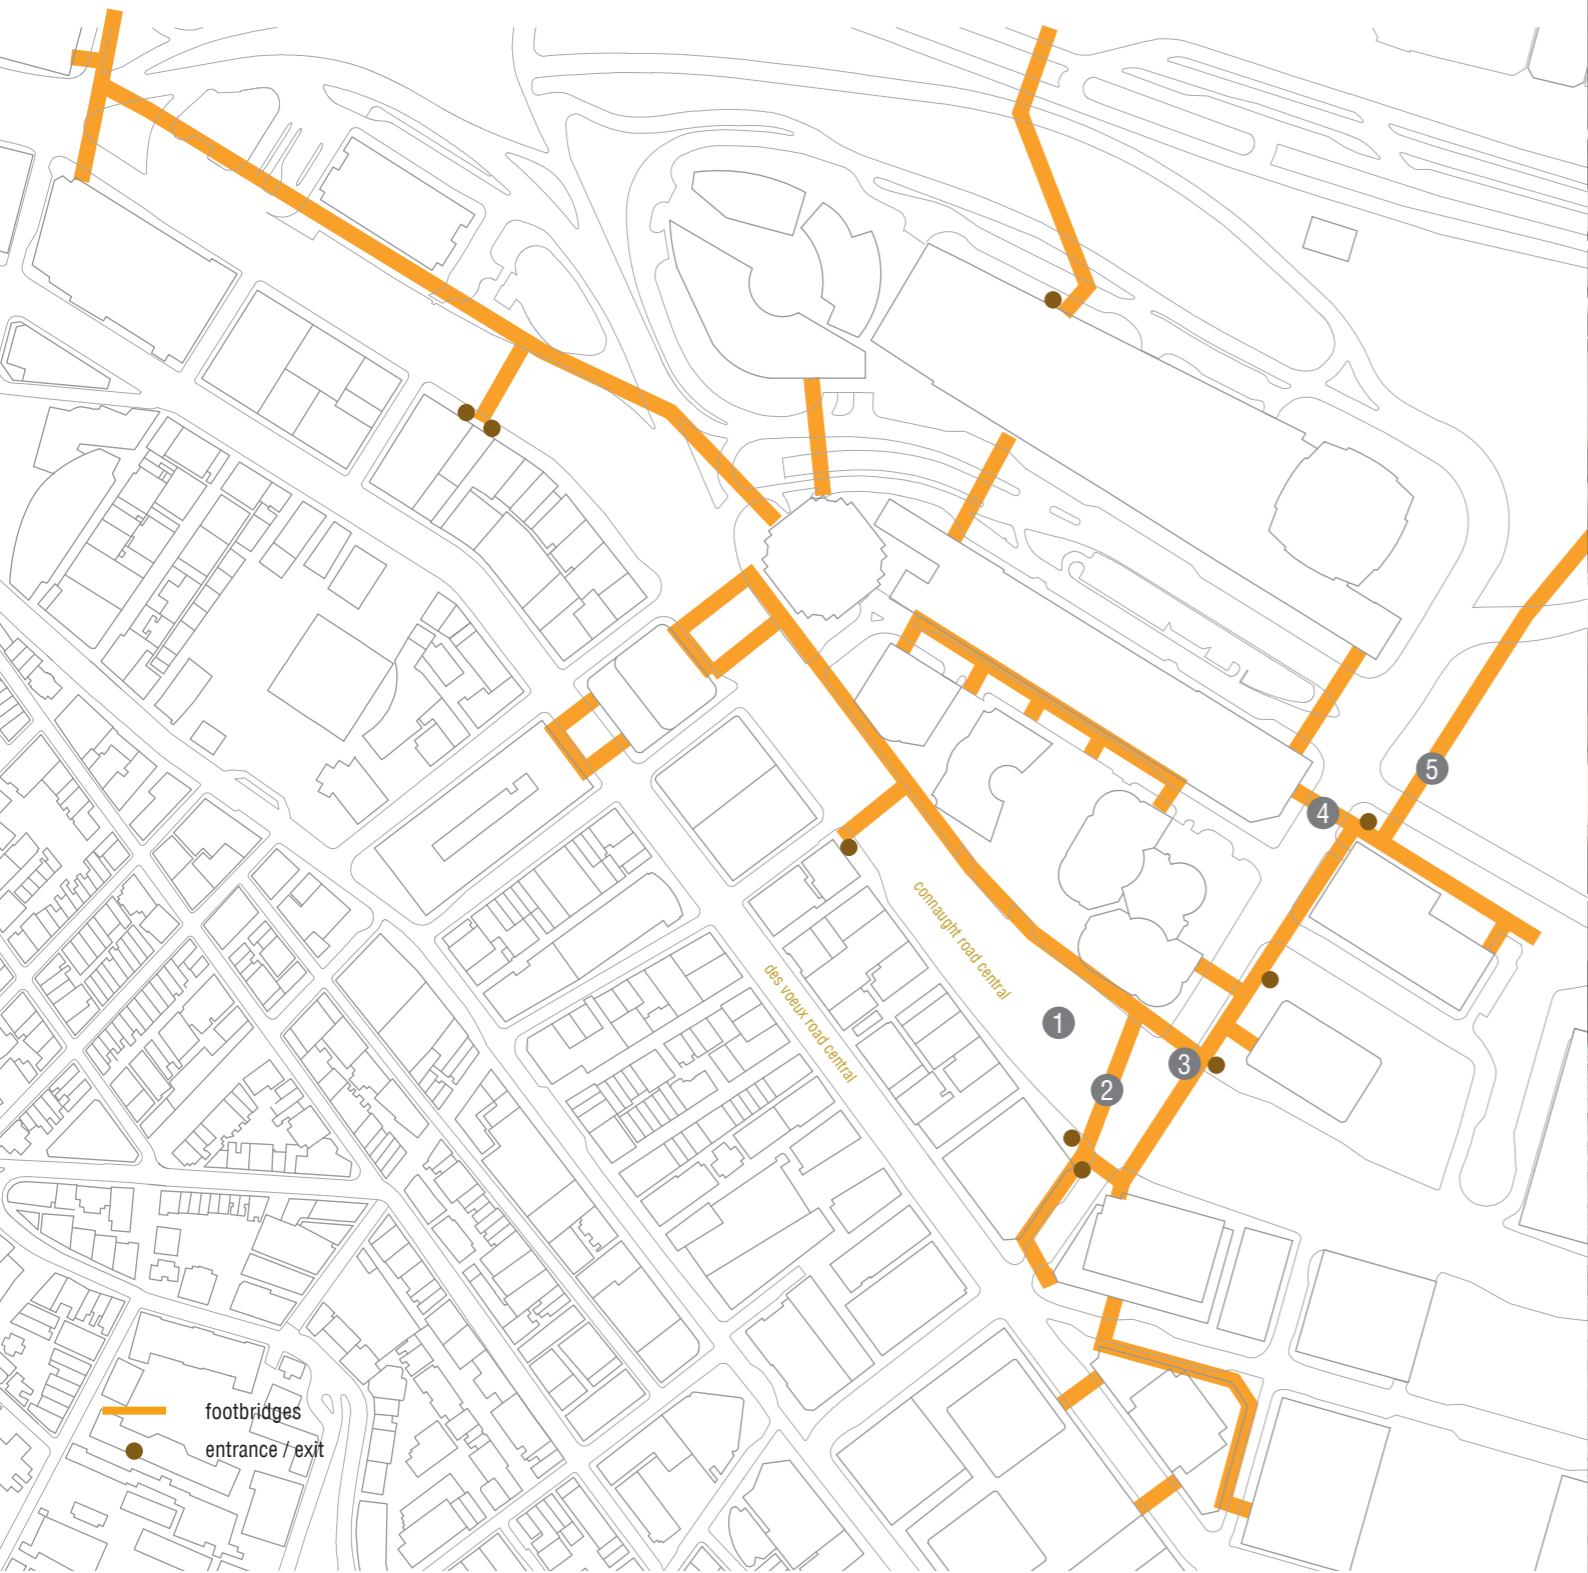 5
4
connaught road central
des voeux road central
1
3
2
footbridges
entrance / exit